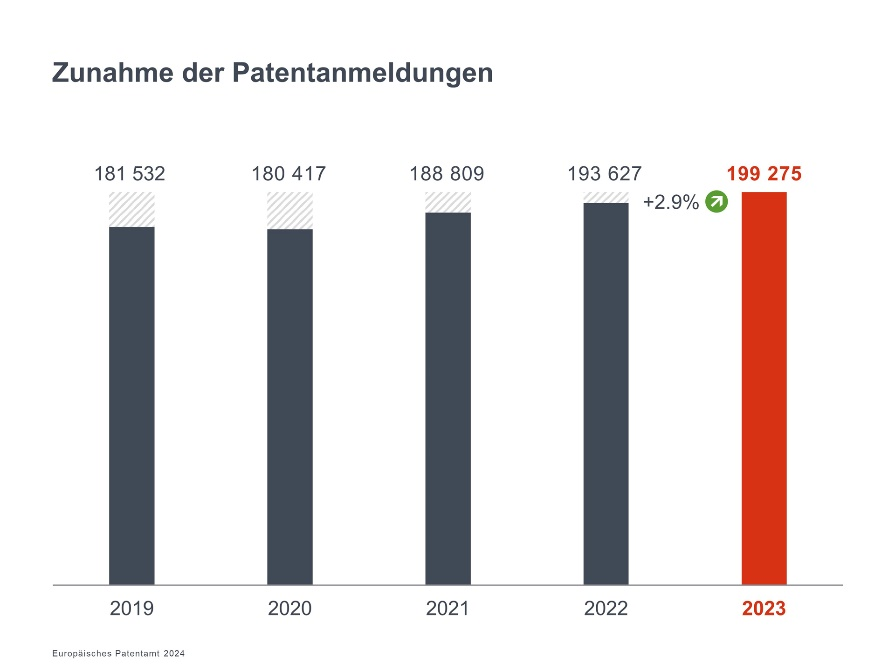 Zunahme der Patentanmeldungen
181 532 180 417 188 809 193 627 199 275
+2.9%
2019 2020 2021 2022 2023
Europäisches Patentamt 2024